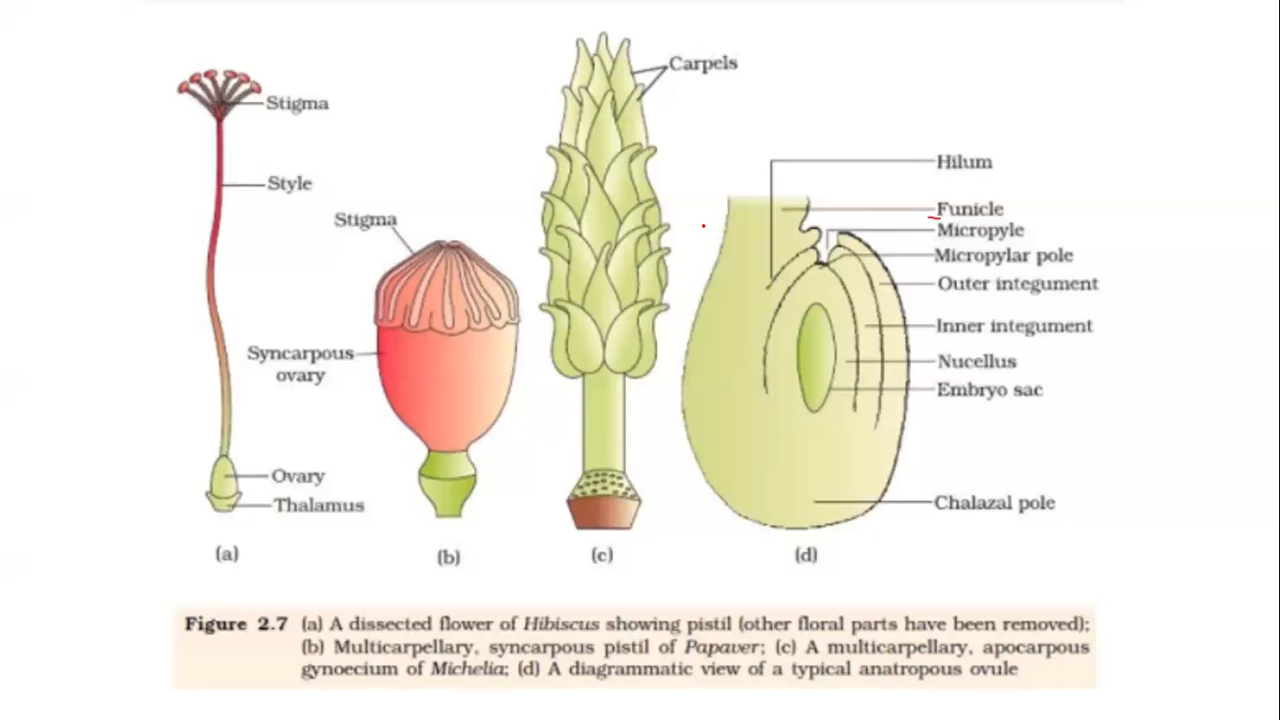 Stigma
Style
Ovary
Thalamus
(a)
Stigma
Syncarpous
ovary
(b)
Carpels
(c)
Hilum
Funicle
Micropyle
Micropylar pole
Outer integument
Inner integument
Nucellus
Embryo sac
Chalazal pole
(d)
Figure 2.7 (a) A dissected flower of Hibiscus showing pistil (other floral parts have been removed);
(b) Multicarpellary, syncarpous pistil of Papaver; (c) A multicarpellary, apocarpous
gynoecium of Michelia; (d) A diagrammatic view of a typical anatropous ovule